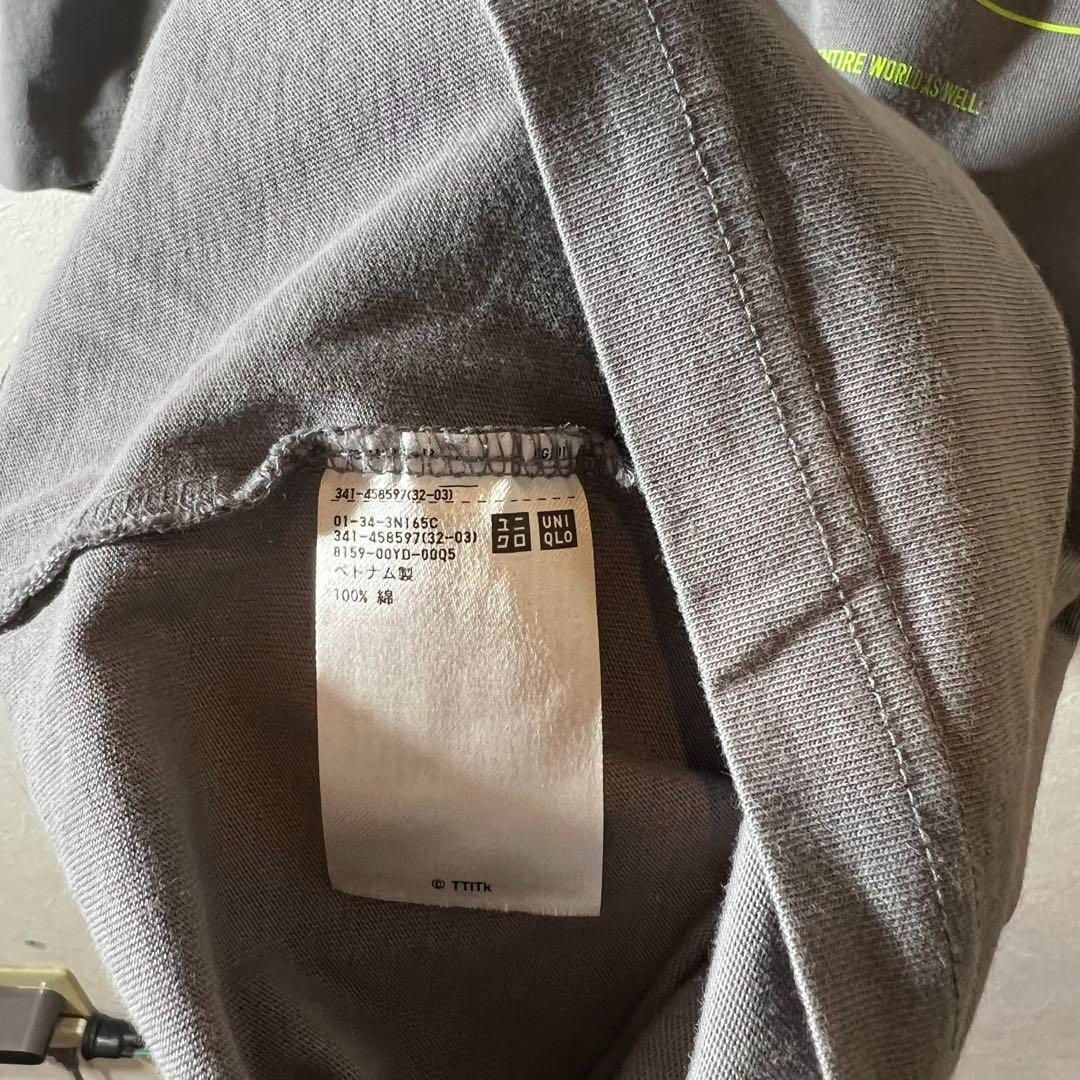 ENTIRE WORLD AS WELL.
341-458597(32-03)
01-34-3N165C
341-458597(32-03)
8159-00YD-00Q5
ベトナム製
100% 綿
ユニ
クロ
UNI
QLO
© TTITk